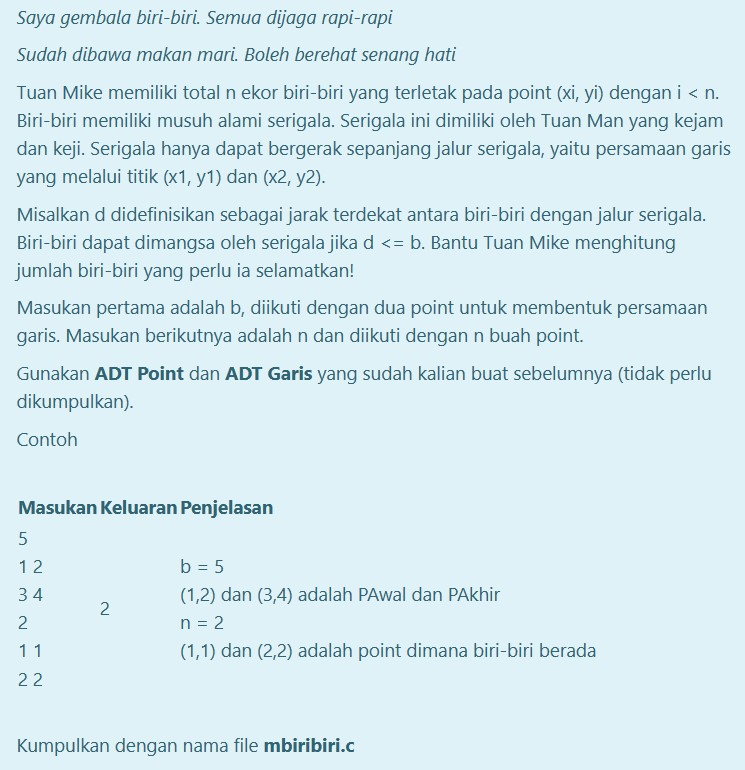 Saya gembala biri-biri. Semua dijaga rapi-rapi
Sudah dibawa makan mari. Boleh berehat senang hati
Tuan Mike memiliki total n ekor biri-biri yang terletak pada point (xi, yi) dengan i < n.
Biri-biri memiliki musuh alami serigala. Serigala ini dimiliki oleh Tuan Man yang kejam
dan keji. Serigala hanya dapat bergerak sepanjang jalur serigala, yaitu persamaan garis
yang melalui titik (x1, y1) dan (x2, y2).
Misalkan d didefinisikan sebagai jarak terdekat antara biri-biri dengan jalur serigala.
Biri-biri dapat dimangsa oleh serigala jika d <= b. Bantu Tuan Mike menghitung
jumlah biri-biri yang perlu ia selamatkan!
Masukan pertama adalah b, diikuti dengan dua point untuk membentuk persamaan
garis. Masukan berikutnya adalah n dan diikuti dengan n buah point.
Gunakan ADT Point dan ADT Garis yang sudah kalian buat sebelumnya (tidak perlu
dikumpulkan).
Contoh
Masukan Keluaran Penjelasan
5
1 2 b = 5
3 4 (1,2) dan (3,4) adalah PAwal dan PAkhir
2
2 n = 2
1 1 (1,1) dan (2,2) adalah point dimana biri-biri berada
2 2
Kumpulkan dengan nama file mbiribiri.c